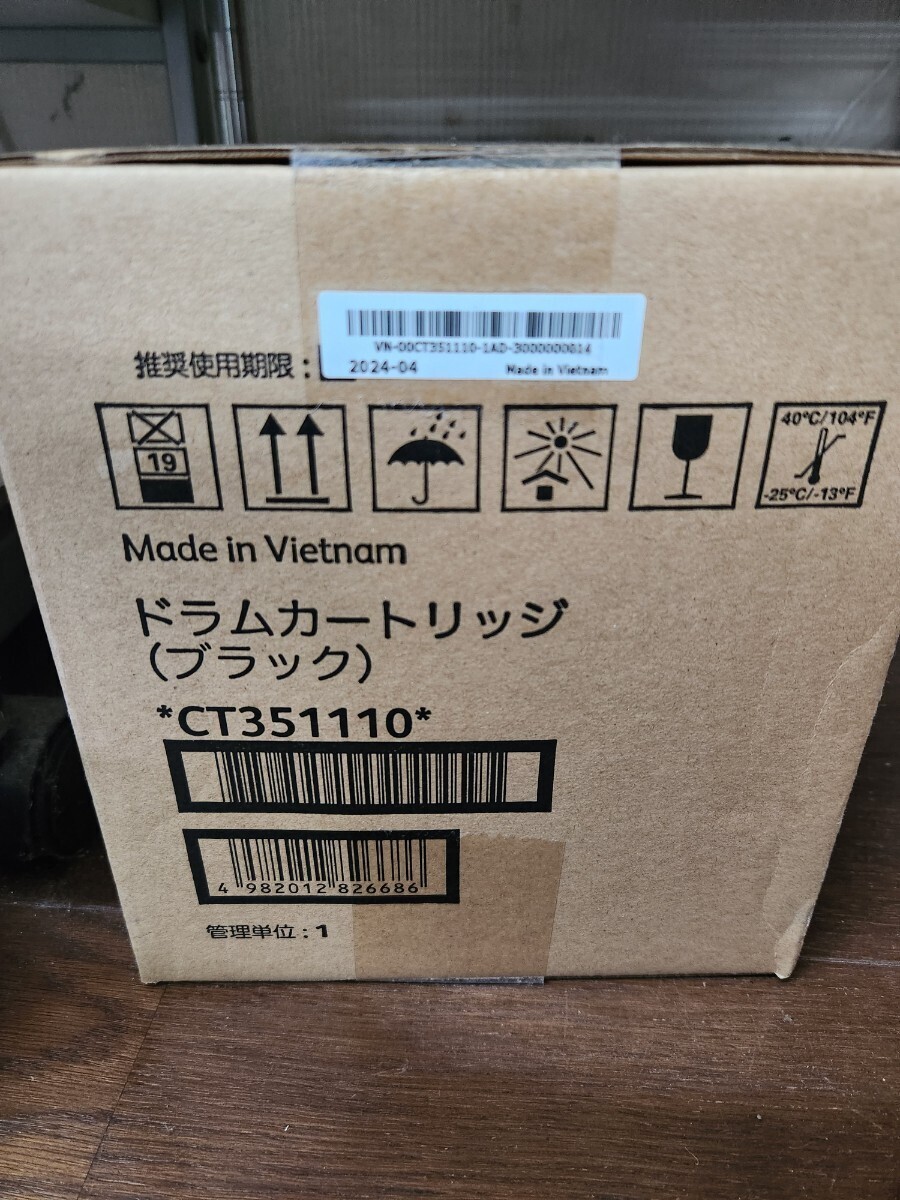 VN-00CT351110-1AD-3000000014
推奨使用期限：
2024-04 Made in Vietnam
19
40°C/104°F
-25°C/-13°F
Made in Vietnam
ドラムカートリッジ
（ブラック）
*CT351110*
4 982012 826686
管理単位：1